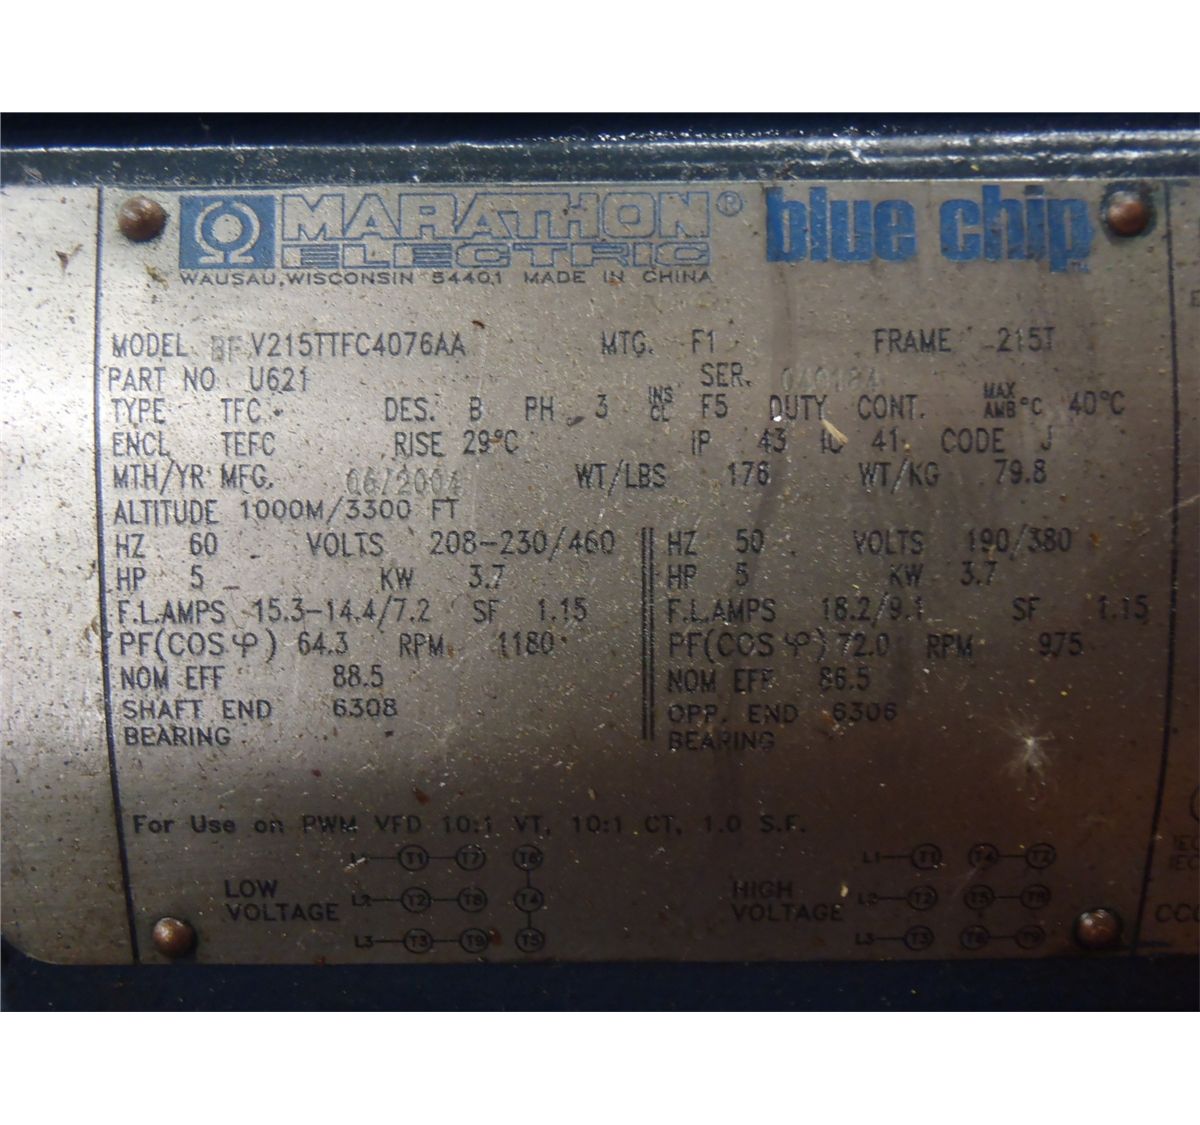 MARATHON® blue chip
ELECTRIC
WAUSAU, WISCONSIN 54401 MADE IN CHINA
MODEL BF V215TTFC4076AA MTG. F1 FRAME 215T
PART NO U621 SER. 040184
TYPE TFC DES. B PH 3 INS CL F5 DUTY CONT. MAX AMB °C 40°C
ENCL TEFC RISE 29°C IP 43 IC 41 CODE J
MTH/YR MFG. 06/2004 WT/LBS 176 WT/KG 79.8
ALTITUDE 1000M/3300 FT
HZ 60 VOLTS 208-230/460 HZ 50 VOLTS 190/380
HP 5 KW 3.7 HP 5 KW 3.7
F.L.AMPS 15.3-14.4/7.2 SF 1.15 F.L.AMPS 18.2/9.1 SF 1.15
PF(COS φ) 64.3 RPM 1180 PF(COS φ) 72.0 RPM 975
NOM EFF 88.5 NOM EFF 86.5
SHAFT END 6308 OPP. END 6306
BEARING BEARING
For Use on PWM VFD 10:1 VT, 10:1 CT, 1.0 S.F.
L1 T1 T7 T6 L1 T1 T4 T7
LOW VOLTAGE L2 T2 T8 T4 HIGH VOLTAGE L2 T2 T5 T8
L3 T3 T9 T5 L3 T3 T6 T9